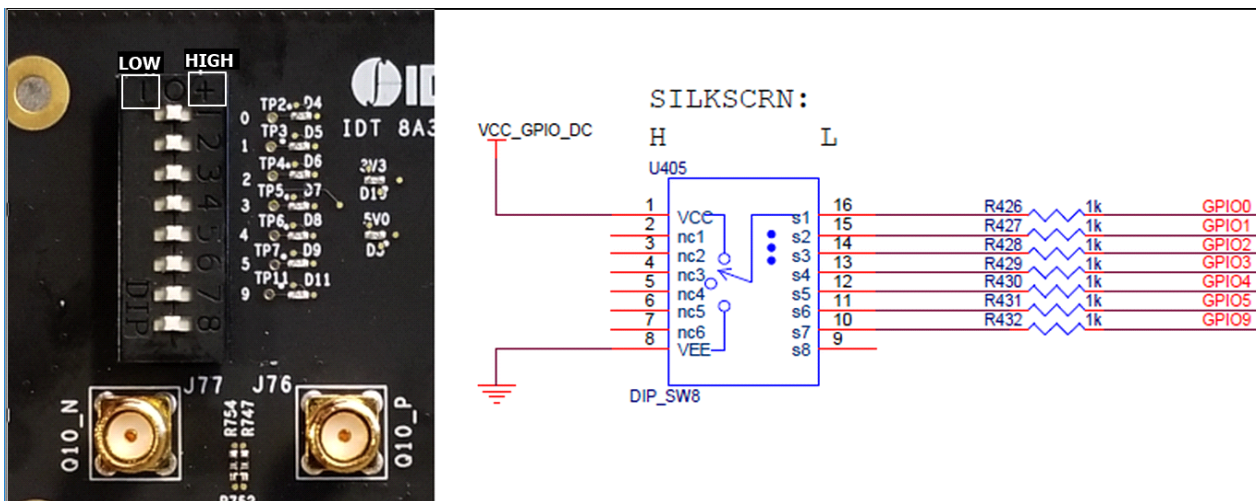 LOW HIGH
− O +
1
2
3
4
5
6
7
8
DIP
ID
IDT 8A3
TP2 D4
0
TP3 D5
1
TP4 D6
2
TP5 D7
3
TP6 D8
4
TP7 D9
5
TP11 D11
9
3V3
5V0
J77 J76
Q10_N
R754
R747
Q10_P
SILKSCRN:
H L
VCC_GPIO_DC
U405
1 VCC s1 16 R426 1k GPIO0
2 nc1 s2 15 R427 1k GPIO1
3 nc2 s3 14 R428 1k GPIO2
4 nc3 s4 13 R429 1k GPIO3
5 nc4 s5 12 R430 1k GPIO4
6 nc5 s6 11 R431 1k GPIO5
7 nc6 s7 10 R432 1k GPIO9
8 VEE s8 9
DIP_SW8